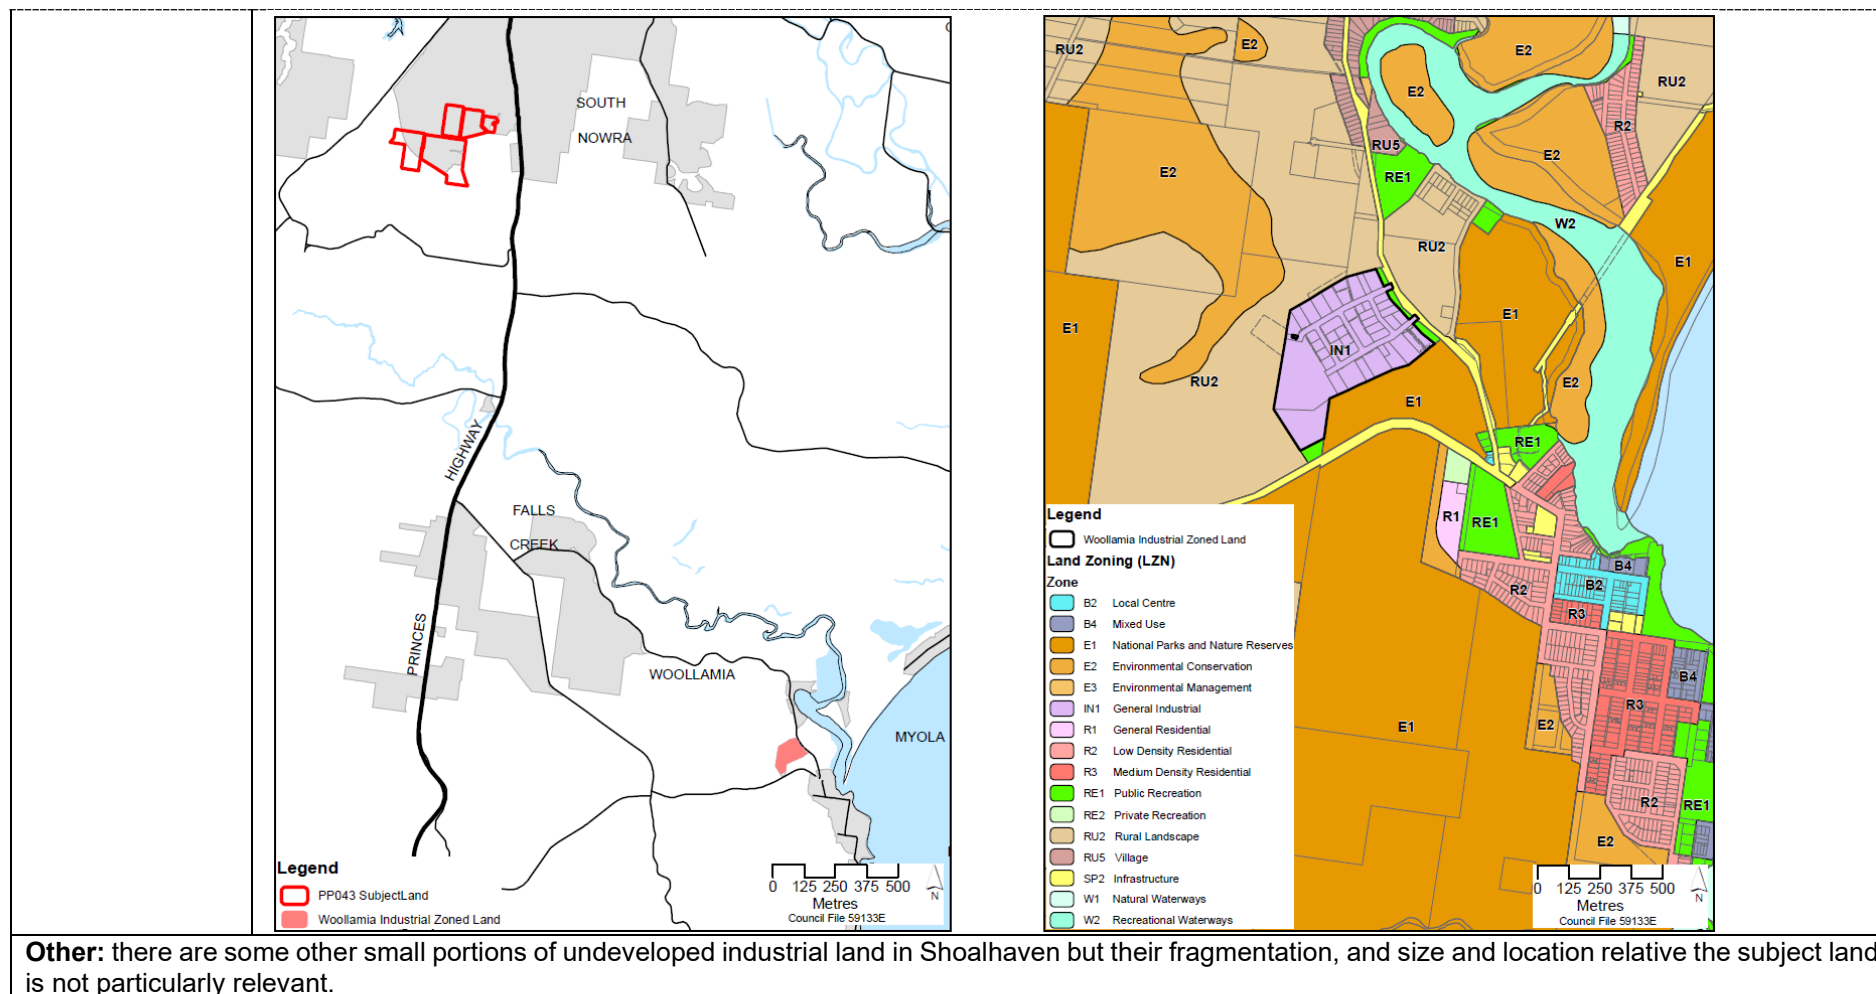 SOUTH
NOWRA
HIGHWAY
FALLS
CREEK
PRINCES
WOOLLAMIA
MYOLA
Legend
PP043 SubjectLand
Woollamia Industrial Zoned Land
0 125 250 375 500
Metres
Council File 59133E
N
RU2
E2
E2
RU2
E2
R2
RU5
E2
E2
RE1
W2
RU2
E1
E1
E1
IN1
RU2
E2
E1
RE1
R1
RE1
B4
B2
R2
R3
B4
R3
E2
E1
R2
RE1
E2
Legend
Woollamia Industrial Zoned Land
Land Zoning (LZN)
Zone
B2 Local Centre
B4 Mixed Use
E1 National Parks and Nature Reserves
E2 Environmental Conservation
E3 Environmental Management
IN1 General Industrial
R1 General Residential
R2 Low Density Residential
R3 Medium Density Residential
RE1 Public Recreation
RE2 Private Recreation
RU2 Rural Landscape
RU5 Village
SP2 Infrastructure
W1 Natural Waterways
W2 Recreational Waterways
0 125 250 375 500
Metres
Council File 59133E
N
Other: there are some other small portions of undeveloped industrial land in Shoalhaven but their fragmentation, and size and location relative the subject land
is not particularly relevant.